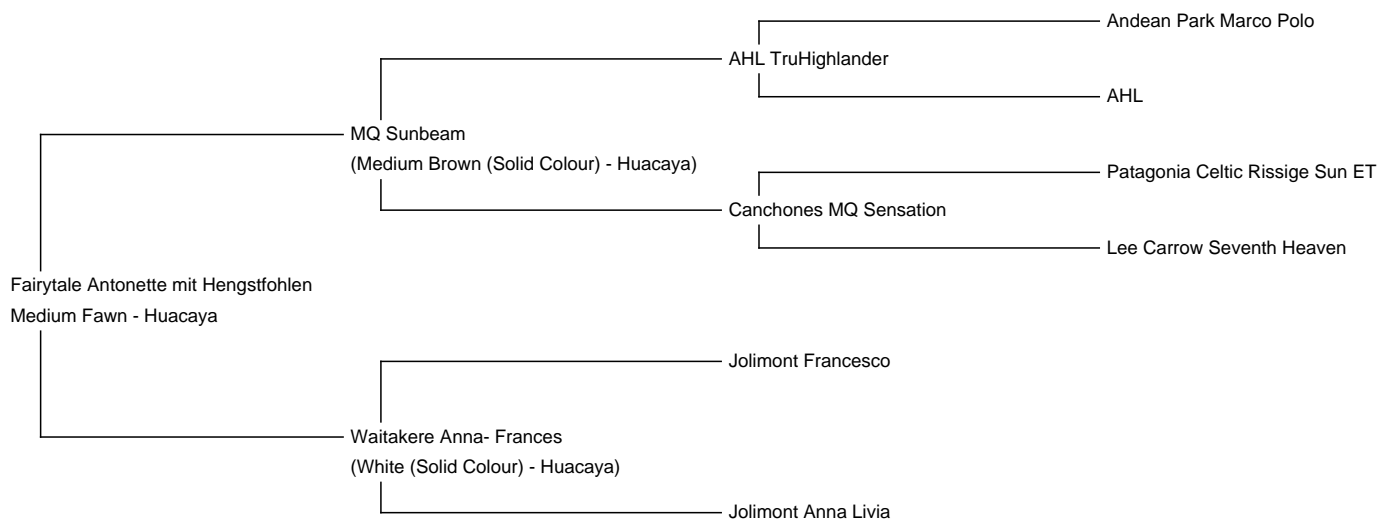 Andean Park Marco Polo
AHL TruHighlander
AHL
MQ Sunbeam
(Medium Brown (Solid Colour) - Huacaya)
Patagonia Celtic Rissige Sun ET
Canchones MQ Sensation
Lee Carrow Seventh Heaven
Fairytale Antonette mit Hengstfohlen
Medium Fawn - Huacaya
Jolimont Francesco
Waitakere Anna- Frances
(White (Solid Colour) - Huacaya)
Jolimont Anna Livia